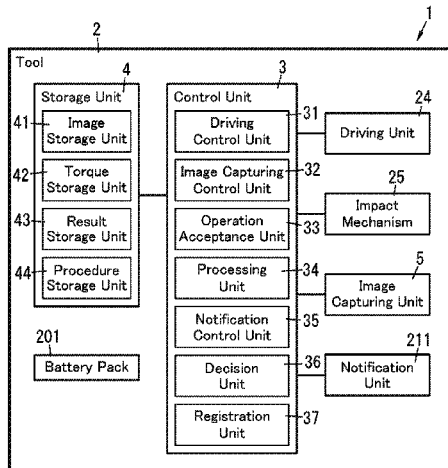 1
2
Tool
4
Storage Unit
41
Image
Storage Unit
42
Torque
Storage Unit
43
Result
Storage Unit
44
Procedure
Storage Unit
201
Battery Pack
3
Control Unit
31
Driving
Control Unit
32
Image Capturing
Control Unit
33
Operation
Acceptance Unit
34
Processing
Unit
35
Notification
Control Unit
36
Decision
Unit
37
Registration
Unit
24
Driving Unit
25
Impact
Mechanism
5
Image
Capturing Unit
211
Notification
Unit